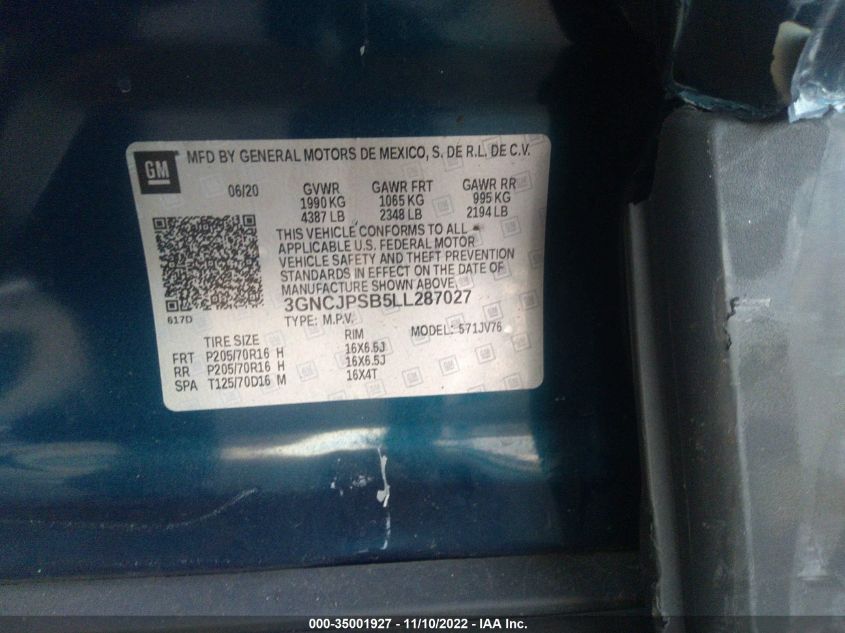 GM
MFD BY GENERAL MOTORS DE MEXICO, S. DE R.L. DE C.V.
06/20 GVWR GAWR FRT GAWR RR
1990 KG 1065 KG 995 KG
4387 LB 2348 LB 2194 LB
THIS VEHICLE CONFORMS TO ALL
APPLICABLE U.S. FEDERAL MOTOR
VEHICLE SAFETY AND THEFT PREVENTION
STANDARDS IN EFFECT ON THE DATE OF
MANUFACTURE SHOWN ABOVE.
3GNCJPSB5LL287027
617D
TYPE: M.P.V. MODEL: 571JV76
TIRE SIZE RIM
FRT P205/70R16 H 16X6.5J
RR P205/70R16 H 16X6.5J
SPA T125/70D16 M 16X4T
000-35001927 - 11/10/2022 - IAA Inc.